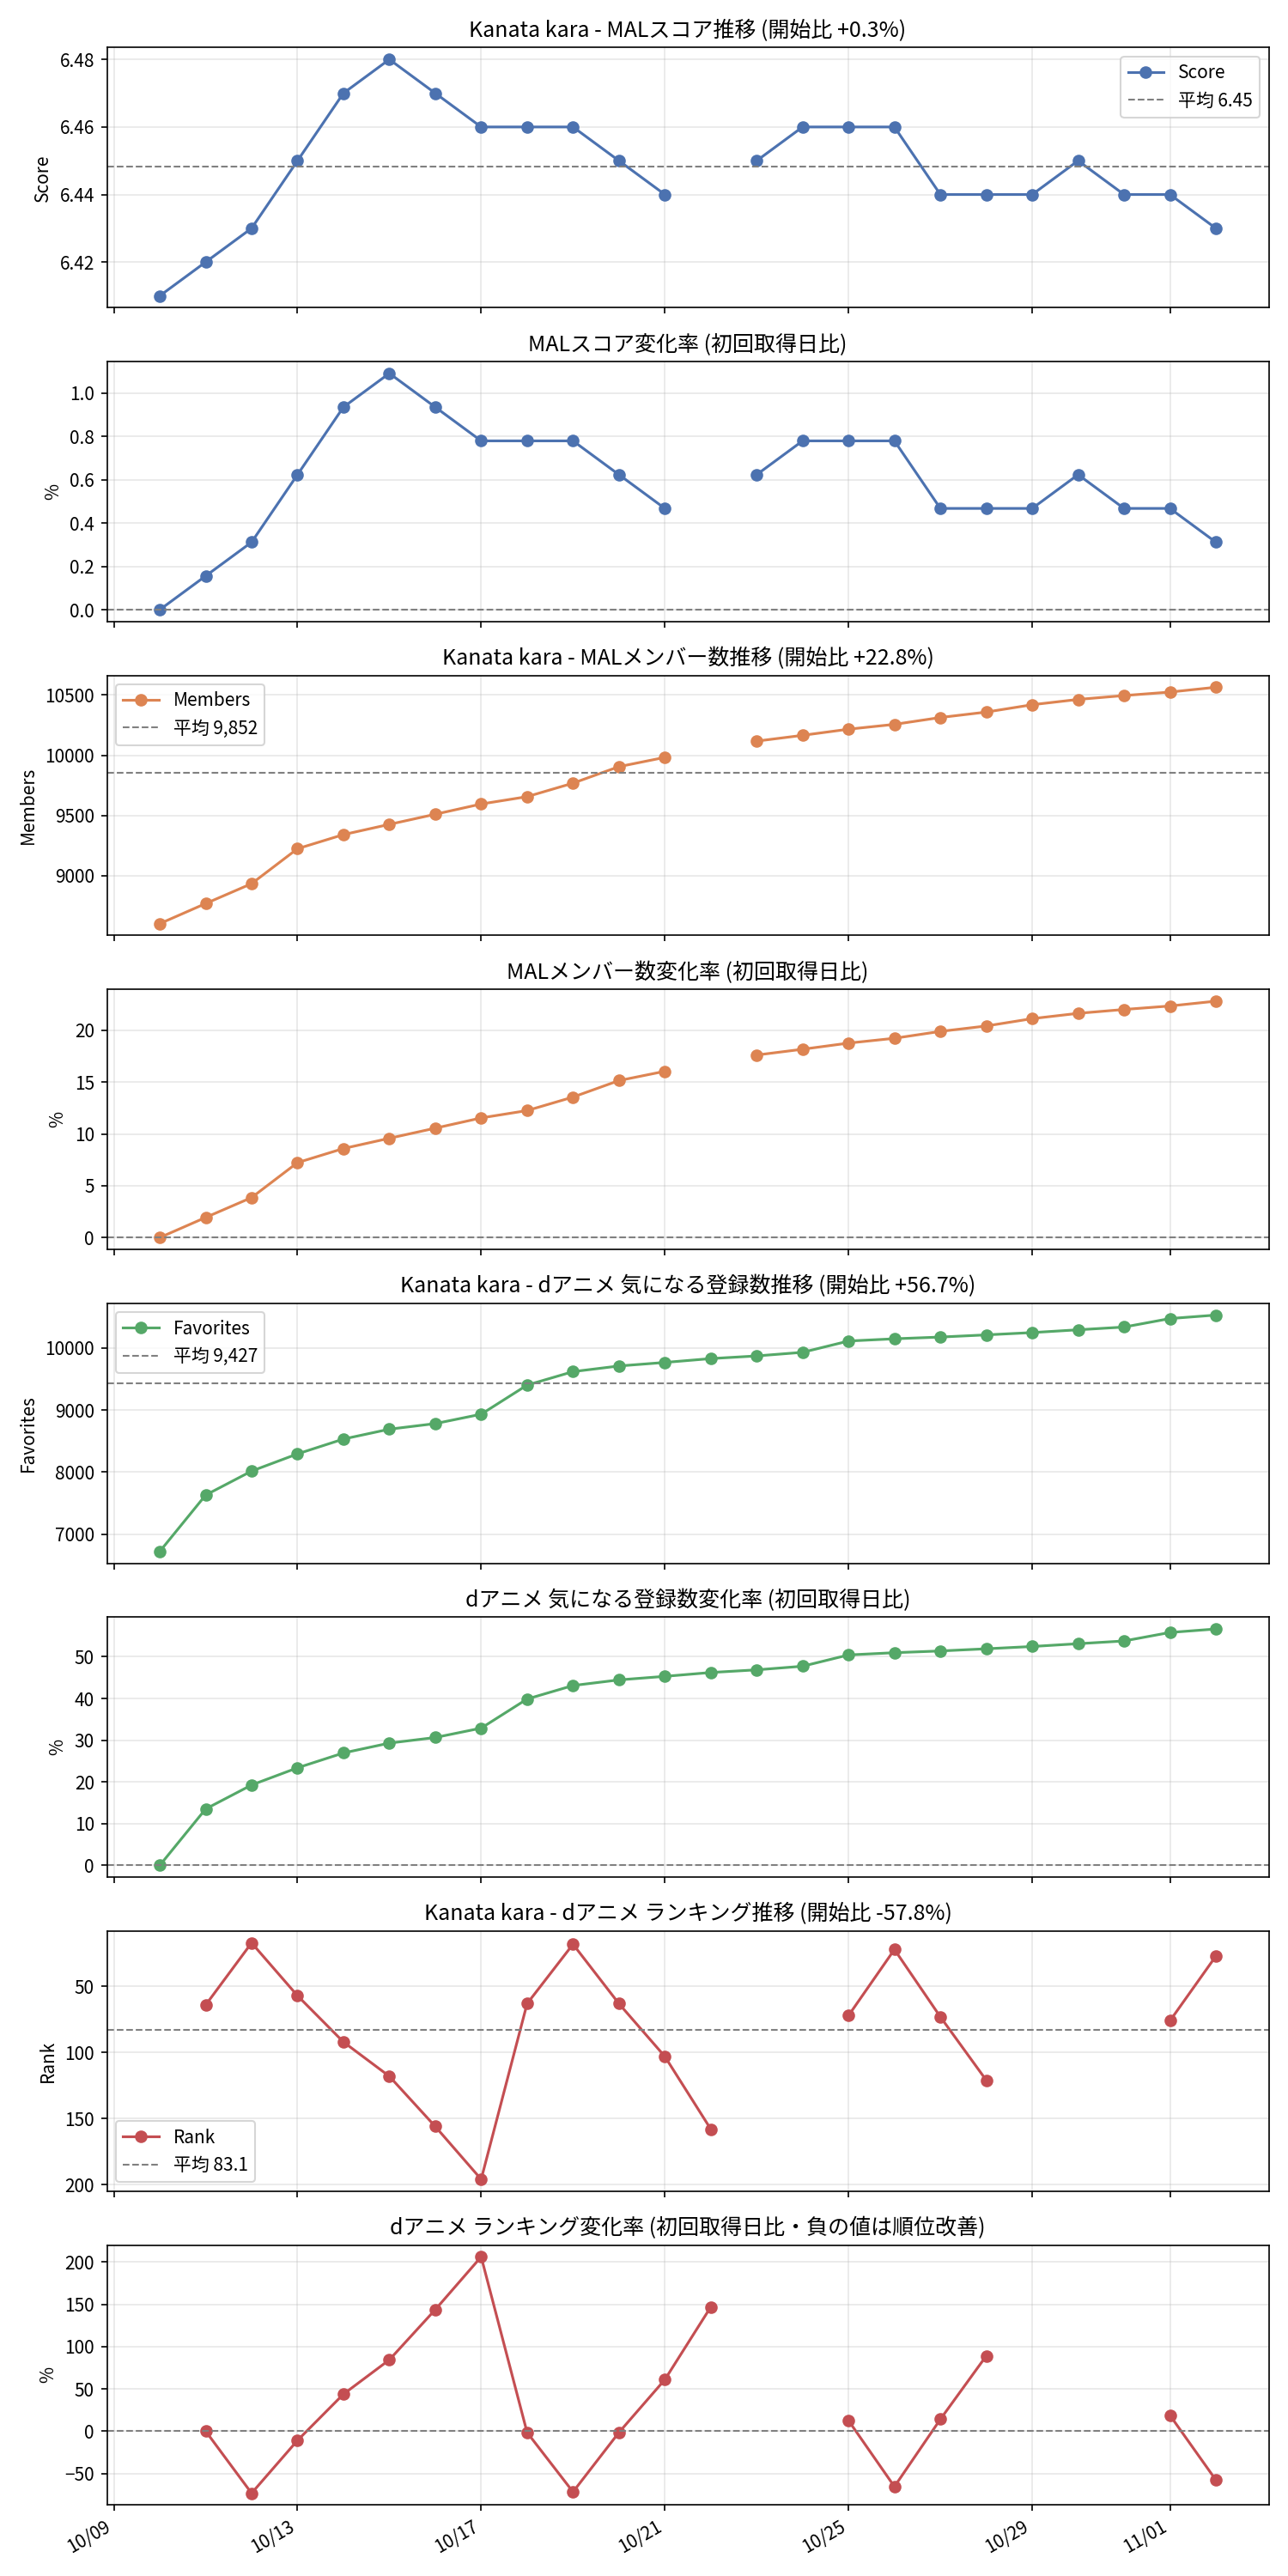 Kanata kara - MALスコア推移 (開始比 +0.3%)
Score
6.48
6.46
6.44
6.42
Score
平均 6.45
MALスコア変化率 (初回取得日比)
%
1.0
0.8
0.6
0.4
0.2
0.0
Kanata kara - MALメンバー数推移 (開始比 +22.8%)
Members
10500
10000
9500
9000
Members
平均 9,852
MALメンバー数変化率 (初回取得日比)
%
20
15
10
5
0
Kanata kara - dアニメ 気になる登録数推移 (開始比 +56.7%)
Favorites
10000
9000
8000
7000
Favorites
平均 9,427
dアニメ 気になる登録数変化率 (初回取得日比)
%
50
40
30
20
10
0
Kanata kara - dアニメ ランキング推移 (開始比 -57.8%)
Rank
50
100
150
200
Rank
平均 83.1
dアニメ ランキング変化率 (初回取得日比・負の値は順位改善)
%
200
150
100
50
0
−50
10/09
10/13
10/17
10/21
10/25
10/29
11/01